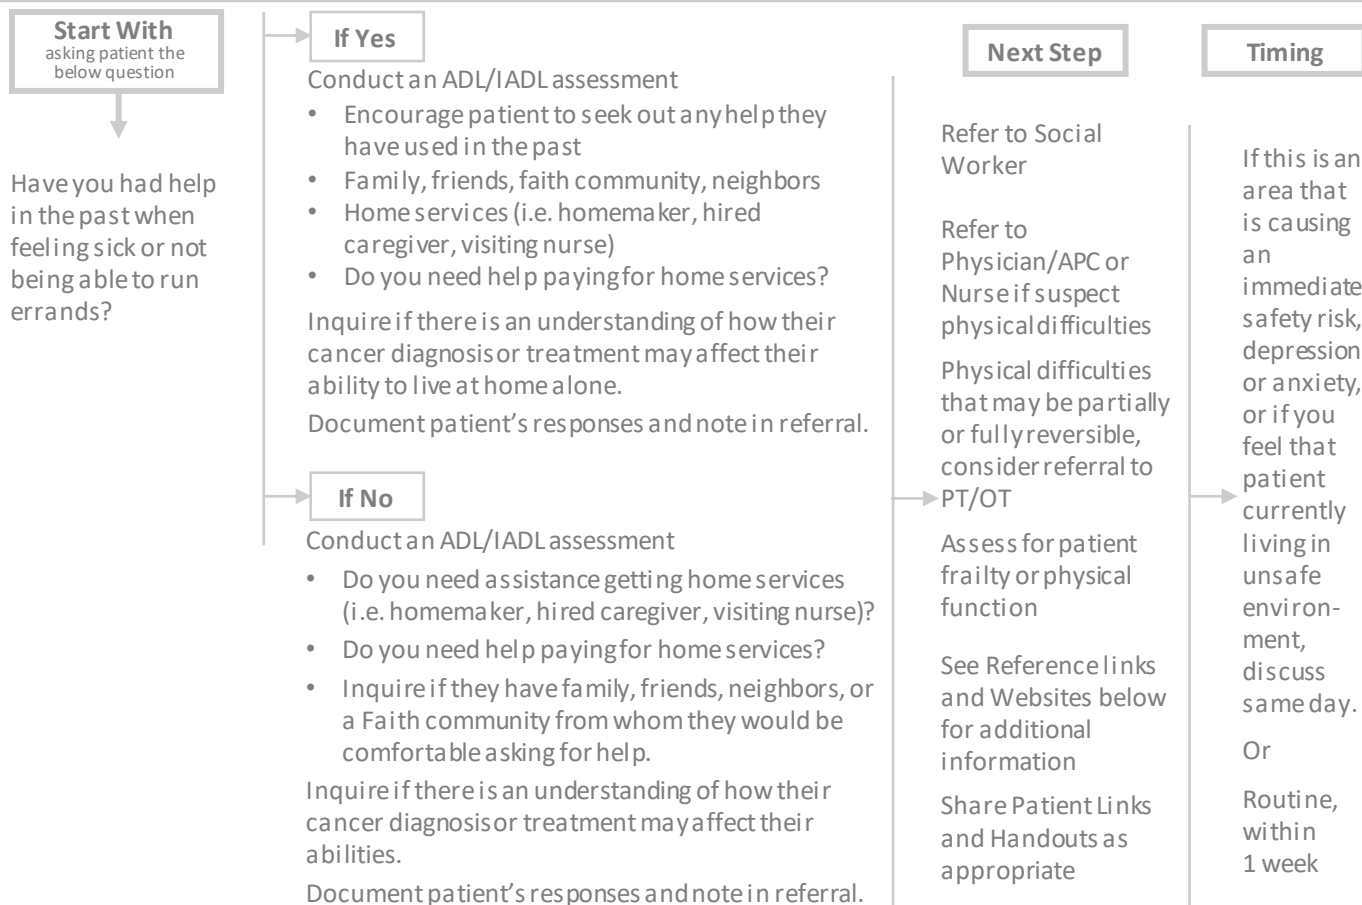 Start With
asking patient the
below question
Have you had help
in the past when
feeling sick or not
being able to run
errands?
If Yes
Conduct an ADL/IADL assessment
• Encourage patient to seek out any help they
have used in the past
• Family, friends, faith community, neighbors
• Home services (i.e. homemaker, hired
caregiver, visiting nurse)
• Do you need help paying for home services?
Inquire if there is an understanding of how their
cancer diagnosis or treatment may affect their
ability to live at home alone.
Document patient’s responses and note in referral.
If No
Conduct an ADL/IADL assessment
• Do you need assistance getting home services
(i.e. homemaker, hired caregiver, visiting nurse)?
• Do you need help paying for home services?
• Inquire if they have family, friends, neighbors, or
a Faith community from whom they would be
comfortable asking for help.
Inquire if there is an understanding of how their
cancer diagnosis or treatment may affect their
abilities.
Document patient’s responses and note in referral.
Next Step
Refer to Social
Worker
Refer to
Physician/APC or
Nurse if suspect
physical difficulties
Physical difficulties
that may be partially
or fully reversible,
consider referral to
PT/OT
Assess for patient
frailty or physical
function
See Reference links
and Websites below
for additional
information
Share Patient Links
and Handouts as
appropriate
Timing
If this is an
area that
is causing
an
immediate
safety risk,
depression
or anxiety,
or if you
feel that
patient
currently
living in
unsafe
environ-
ment,
discuss
same day.
Or
Routine,
within
1 week